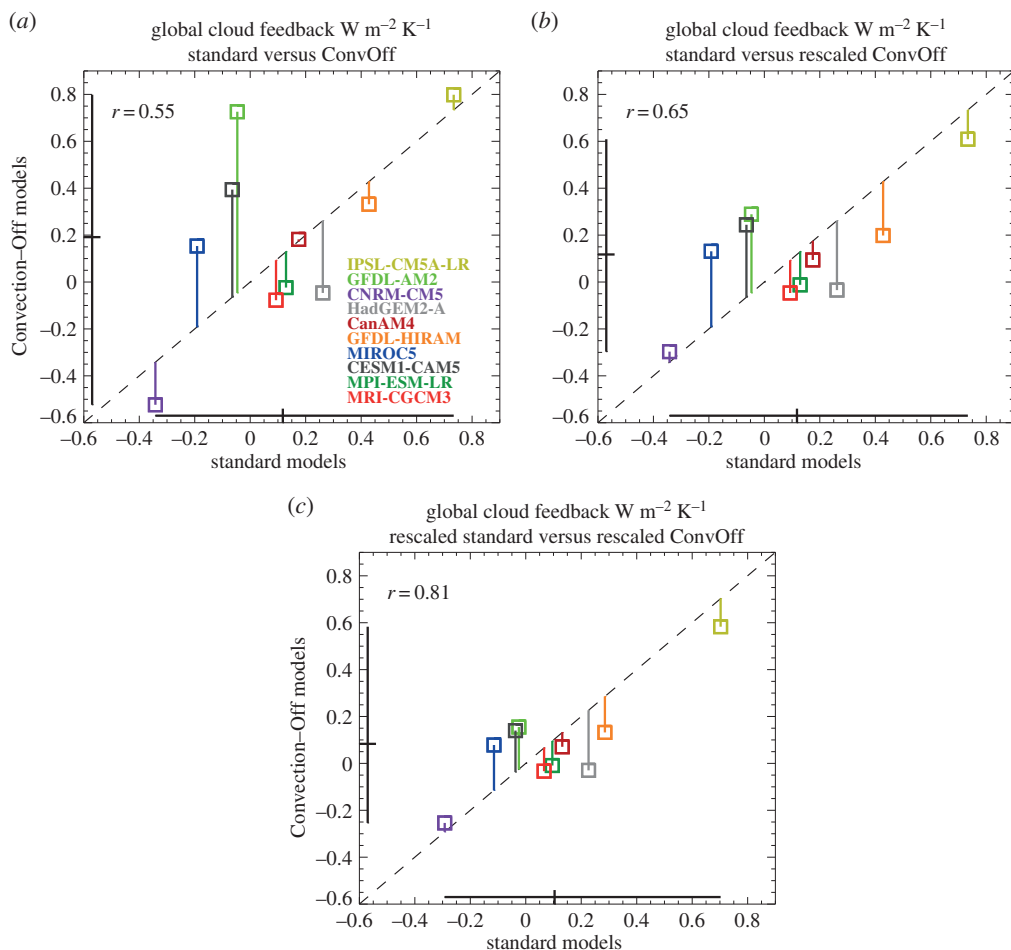 (a)
global cloud feedback W m⁻² K⁻¹
standard versus ConvOff
r = 0.55
0.8
0.6
0.4
0.2
0
−0.2
−0.4
−0.6
Convection–Off models
IPSL-CM5A-LR
GFDL-AM2
CNRM-CM5
HadGEM2-A
CanAM4
GFDL-HIRAM
MIROC5
CESM1-CAM5
MPI-ESM-LR
MRI-CGCM3
−0.6 −0.4 −0.2 0 0.2 0.4 0.6 0.8
standard models
(b)
global cloud feedback W m⁻² K⁻¹
standard versus rescaled ConvOff
r = 0.65
0.8
0.6
0.4
0.2
0
−0.2
−0.4
−0.6
−0.6 −0.4 −0.2 0 0.2 0.4 0.6 0.8
standard models
(c)
global cloud feedback W m⁻² K⁻¹
rescaled standard versus rescaled ConvOff
r = 0.81
0.8
0.6
0.4
0.2
0
−0.2
−0.4
−0.6
Convection–Off models
−0.6 −0.4 −0.2 0 0.2 0.4 0.6 0.8
standard models